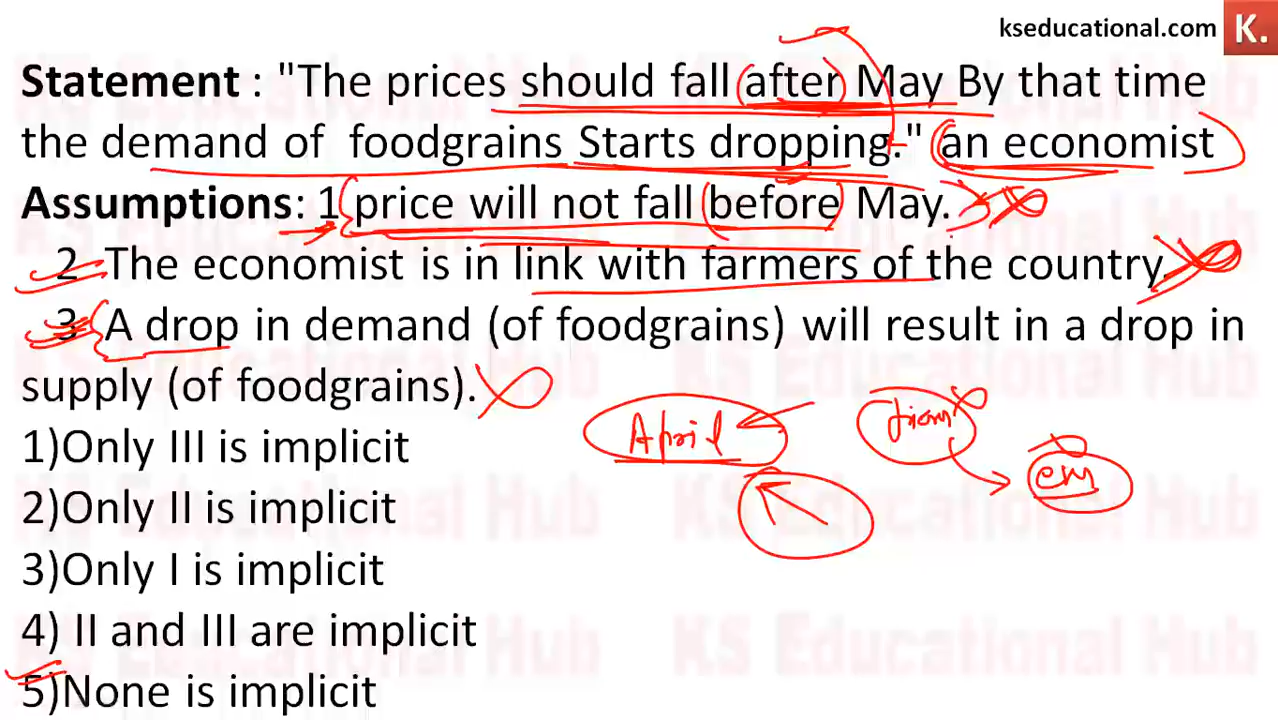 kseducational.com K.
Statement : "The prices should fall after May By that time
the demand of foodgrains Starts dropping." an economist
Assumptions: 1 price will not fall before May.
2 The economist is in link with farmers of the country.
3 A drop in demand (of foodgrains) will result in a drop in
supply (of foodgrains).
1)Only III is implicit
April
2)Only II is implicit
3)Only I is implicit
4) II and III are implicit
5)None is implicit
KS Educational Hub